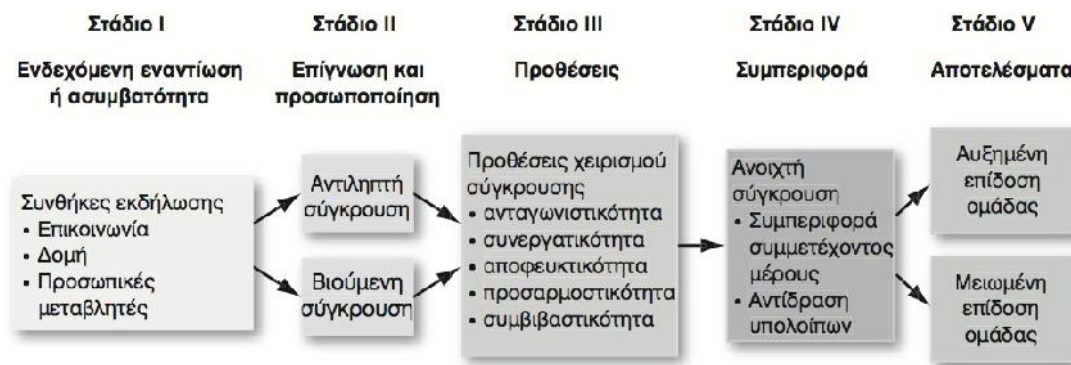 Στάδιο I
Ενδεχόμενη εναντίωση
ή ασυμβατότητα
Συνθήκες εκδήλωσης
• Επικοινωνία
• Δομή
• Προσωπικές
μεταβλητές
Στάδιο II
Επίγνωση και
προσωποποίηση
Αντιληπτή
σύγκρουση
Βιούμενη
σύγκρουση
Στάδιο III
Προθέσεις
Προθέσεις χειρισμού
σύγκρουσης
• ανταγωνιστικότητα
• συνεργατικότητα
• αποφευκτικότητα
• προσαρμοστικότητα
• συμβιβαστικότητα
Στάδιο IV
Συμπεριφορά
Ανοιχτή
σύγκρουση
• Συμπεριφορά
συμμετέχοντος
μέρους
• Αντίδραση
υπολοίπων
Στάδιο V
Αποτελέσματα
Αυξημένη
επίδοση
ομάδας
Μειωμένη
επίδοση
ομάδας